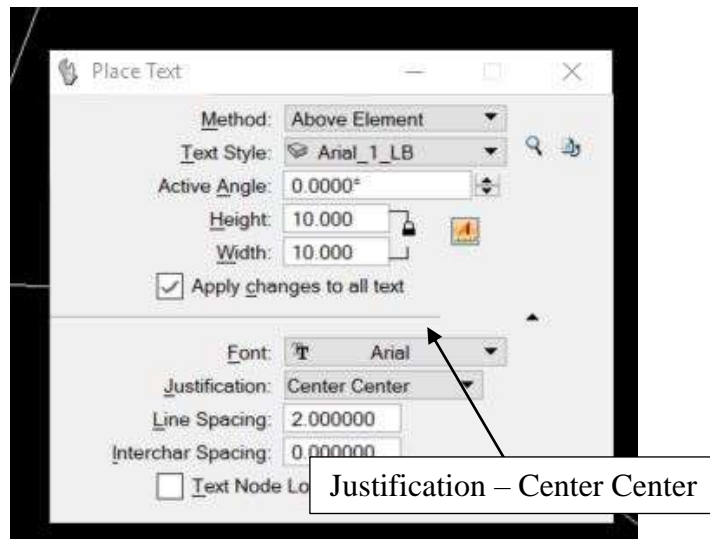 Place Text
Method: Above Element
Text Style: Arial_1_LB
Active Angle: 0.0000°
Height: 10.000
Width: 10.000
Apply changes to all text
Font: Arial
Justification: Center Center
Line Spacing: 2.000000
Interchar Spacing: 0.000000
Text Node
Justification – Center Center